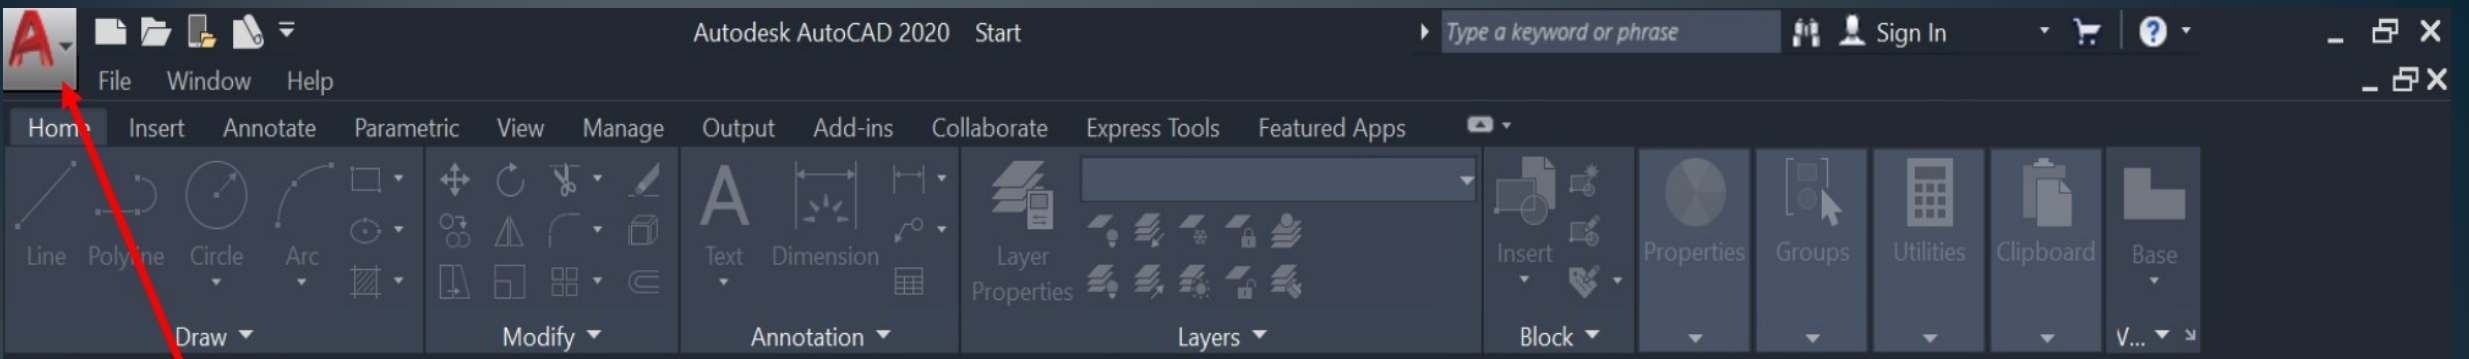 Autodesk AutoCAD 2020 Start Type a keyword or phrase Sign In
File Window Help
Home Insert Annotate Parametric View Manage Output Add-ins Collaborate Express Tools Featured Apps
Line Polyline Circle Arc Text Dimension Layer Properties Insert Properties Groups Utilities Clipboard Base
Draw Modify Annotation Layers Block V...